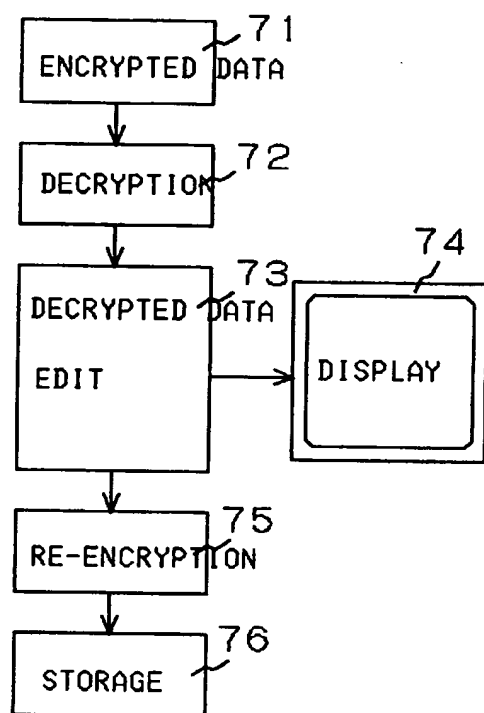 71
ENCRYPTED DATA
72
DECRYPTION
73
DECRYPTED DATA
EDIT
74
DISPLAY
75
RE-ENCRYPTION
76
STORAGE